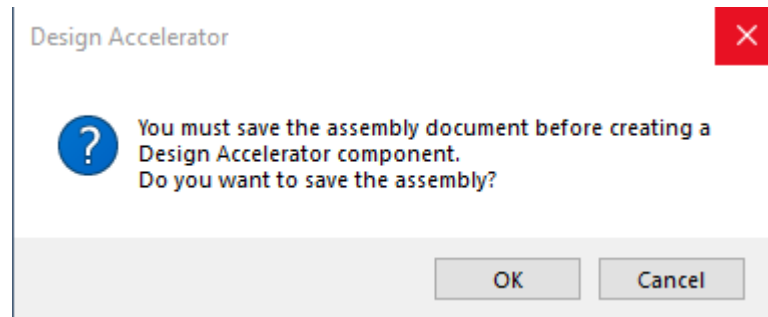 Design Accelerator
You must save the assembly document before creating a
Design Accelerator component.
Do you want to save the assembly?
OK
Cancel